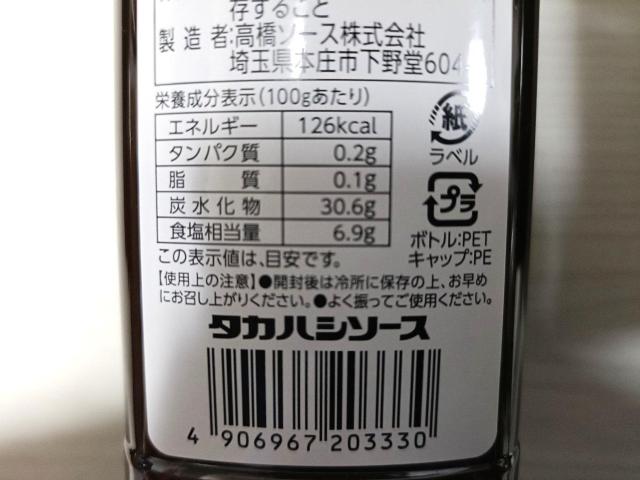 存すること
製造者:高橋ソース株式会社
埼玉県本庄市下野堂604
栄養成分表示(100gあたり)
エネルギー 126kcal
タンパク質 0.2g
脂質 0.1g
炭水化物 30.6g
食塩相当量 6.9g
この表示値は、目安です。
紙
ラベル
プラ
ボトル:PET
キャップ:PE
【使用上の注意】●開封後は冷所に保存の上、お早め
にお召し上がりください。●よく振ってご使用ください。
タカハシソース
4 906967 203330